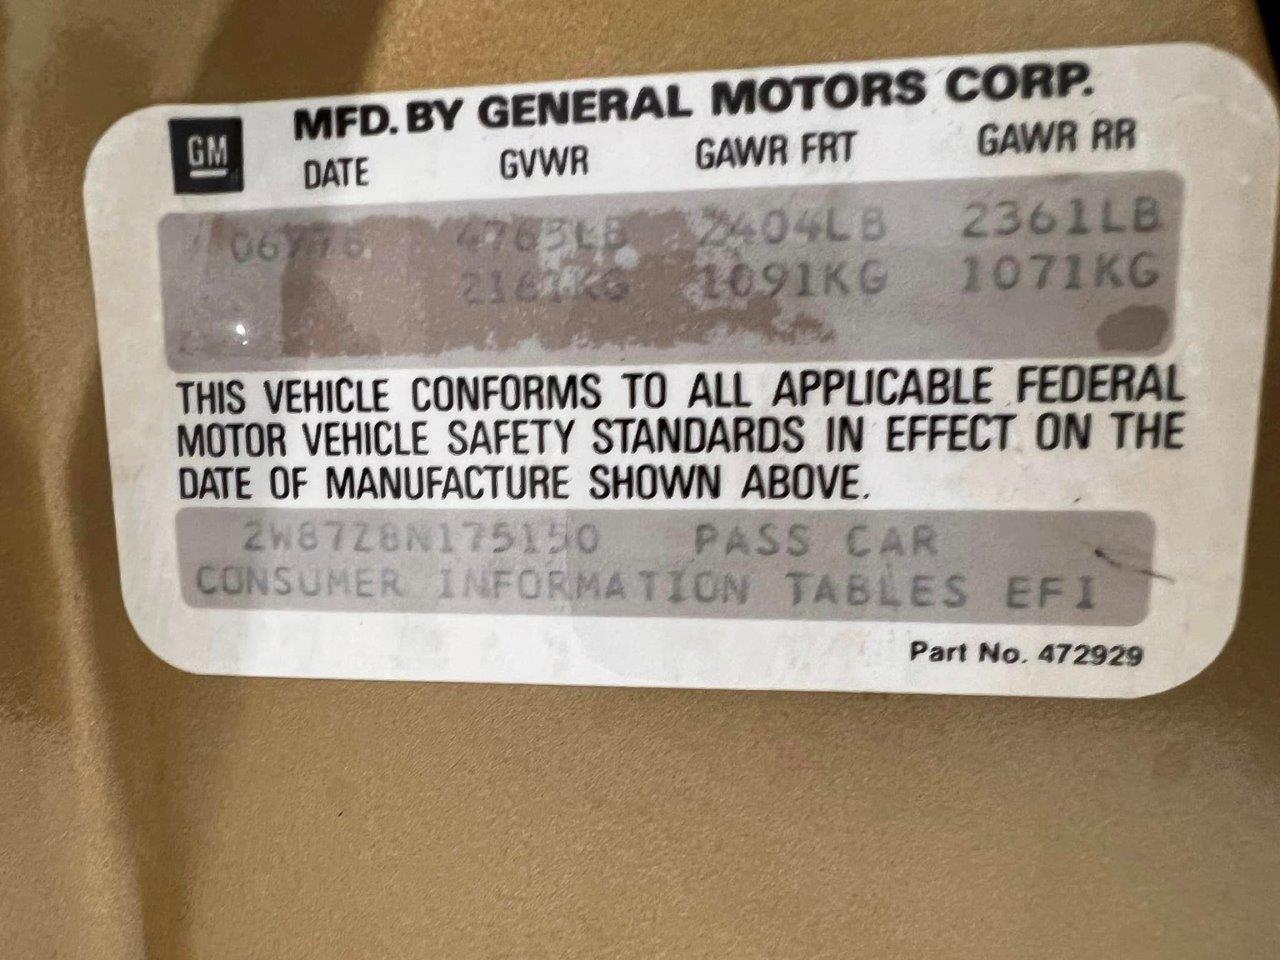 GM MFD. BY GENERAL MOTORS CORP.
DATE GVWR GAWR FRT GAWR RR
4765LB 2404LB 2361LB
1091KG 1071KG
THIS VEHICLE CONFORMS TO ALL APPLICABLE FEDERAL
MOTOR VEHICLE SAFETY STANDARDS IN EFFECT ON THE
DATE OF MANUFACTURE SHOWN ABOVE.
2W87Z8N175150 PASS CAR
CONSUMER INFORMATION TABLES EFI
Part No. 472929